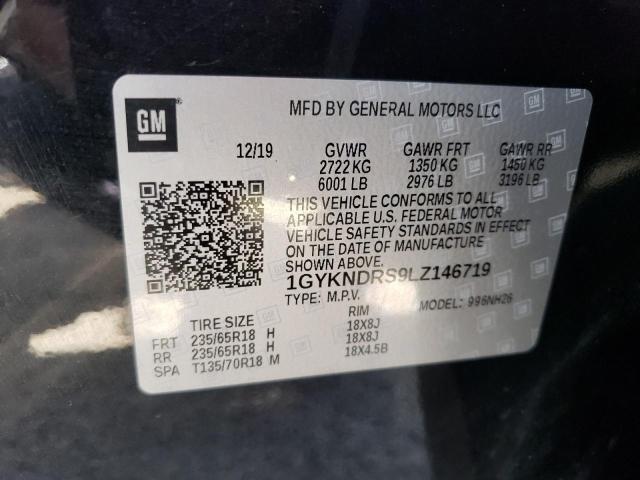 GM
MFD BY GENERAL MOTORS LLC
12/19 GVWR GAWR FRT GAWR RR
2722 KG 1350 KG 1450 KG
6001 LB 2976 LB 3196 LB
THIS VEHICLE CONFORMS TO ALL
APPLICABLE U.S. FEDERAL MOTOR
VEHICLE SAFETY STANDARDS IN EFFECT
ON THE DATE OF MANUFACTURE
SHOWN ABOVE.
1GYKNDRS9LZ146719
TYPE: M.P.V. MODEL: 996NH26
TIRE SIZE RIM
FRT 235/65R18 H 18X8J
RR 235/65R18 H 18X8J
SPA T135/70R18 M 18X4.5B